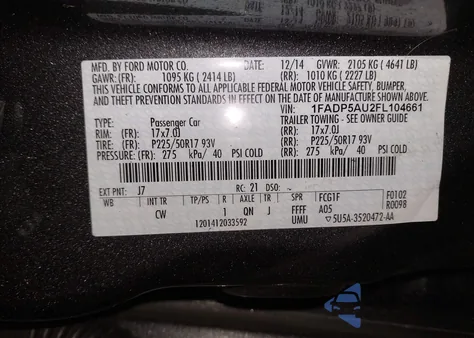 MFD. BY FORD MOTOR CO. DATE: 12/14 GVWR: 2105 KG (4641 LB)
GAWR: (FR) 1095 KG (2414 LB) (RR): 1010 KG (2227 LB)
THIS VEHICLE CONFORMS TO ALL APPLICABLE FEDERAL MOTOR VEHICLE SAFETY, BUMPER,
AND THEFT PREVENTION STANDARDS IN EFFECT ON THE DATE OF MANUFACTURE SHOWN ABOVE.
VIN: 1FADP5AU2FL104661
TYPE: Passenger Car TRAILER TOWING - SEE OWNER GUIDE
RIM: (FR) 17x7.0J (RR): 17x7.0J
TIRE: (FR) P225/50R17 93V (RR): P225/50R17 93V
PRESSURE: (FR) 275 kPa/ 40 PSI COLD (RR): 275 kPa/ 40 PSI COLD
EXT PNT: J7 RC: 21 DSO:
WB INT TR TP/PS R AXLE TR SPR FCG1F F0102
CW 1 QN J FFFF A05 R0098
1201412033592 UMU ▽5U5A-3520472-AA